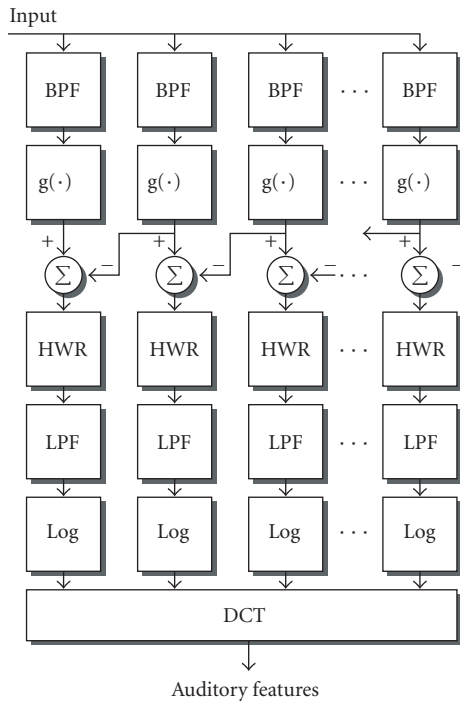 Input
BPF BPF BPF · · · BPF
g(·) g(·) g(·) · · · g(·)
+ − + − + − + −
Σ Σ Σ · · · Σ
HWR HWR HWR · · · HWR
LPF LPF LPF · · · LPF
Log Log Log · · · Log
DCT
Auditory features